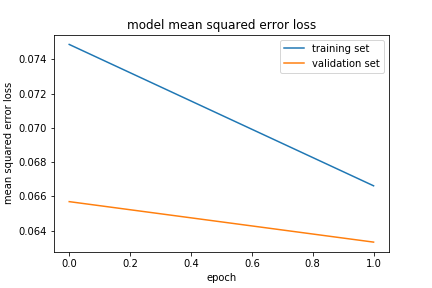 model mean squared error loss
training set
validation set
mean squared error loss
0.074
0.072
0.070
0.068
0.066
0.064
0.0 0.2 0.4 0.6 0.8 1.0
epoch